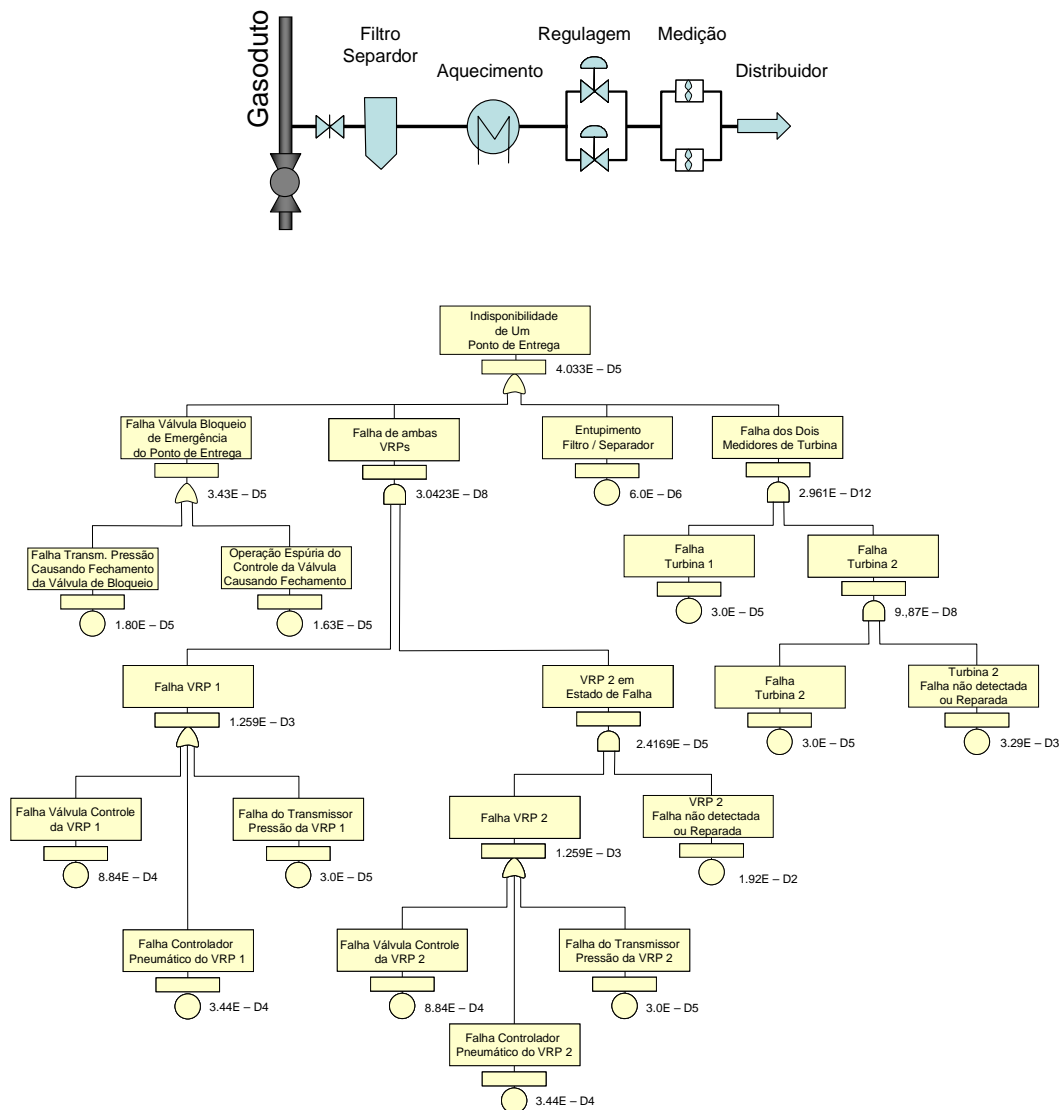 Gasoduto
Filtro
Separdor
Aquecimento
Regulagem
Medição
Distribuidor
Indisponibilidade
de Um
Ponto de Entrega
4.033E – D5
Falha Válvula Bloqueio
de Emergência
do Ponto de Entrega
3.43E – D5
Falha de ambas
VRPs
3.0423E – D8
Entupimento
Filtro / Separador
6.0E – D6
Falha dos Dois
Medidores de Turbina
2.961E – D12
Falha Transm. Pressão
Causando Fechamento
da Válvula de Bloqueio
1.80E – D5
Operação Espúria do
Controle da Válvula
Causando Fechamento
1.63E – D5
Falha
Turbina 1
3.0E – D5
Falha
Turbina 2
9.,87E – D8
Falha VRP 1
1.259E – D3
VRP 2 em
Estado de Falha
2.4169E – D5
Falha
Turbina 2
3.0E – D5
Turbina 2
Falha não detectada
ou Reparada
3.29E – D3
Falha Válvula Controle
da VRP 1
8.84E – D4
Falha do Transmissor
Pressão da VRP 1
3.0E – D5
Falha VRP 2
1.259E – D3
VRP 2
Falha não detectada
ou Reparada
1.92E – D2
Falha Controlador
Pneumático do VRP 1
3.44E – D4
Falha Válvula Controle
da VRP 2
8.84E – D4
Falha do Transmissor
Pressão da VRP 2
3.0E – D5
Falha Controlador
Pneumático do VRP 2
3.44E – D4